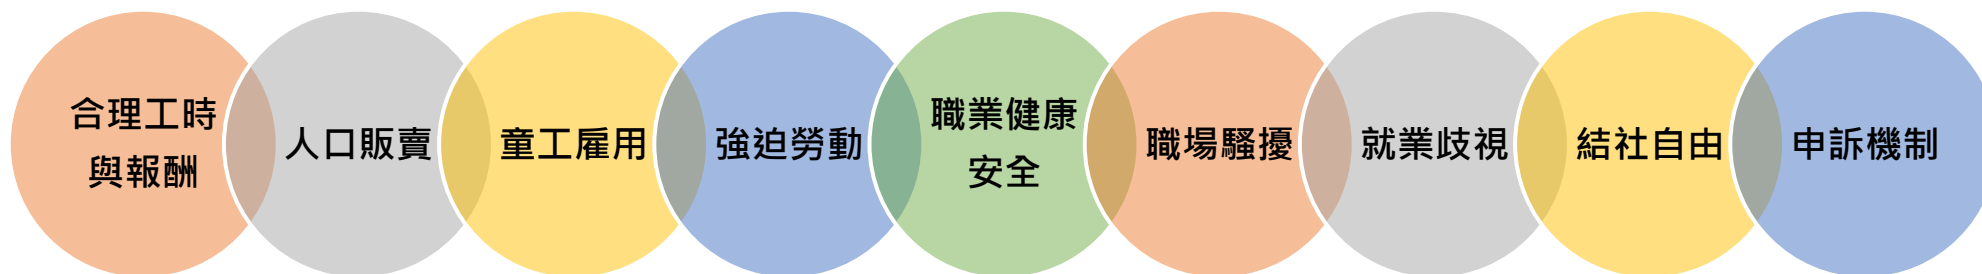 合理工時
與報酬
人口販賣
童工雇用
強迫勞動
職業健康
安全
職場騷擾
就業歧視
結社自由
申訴機制